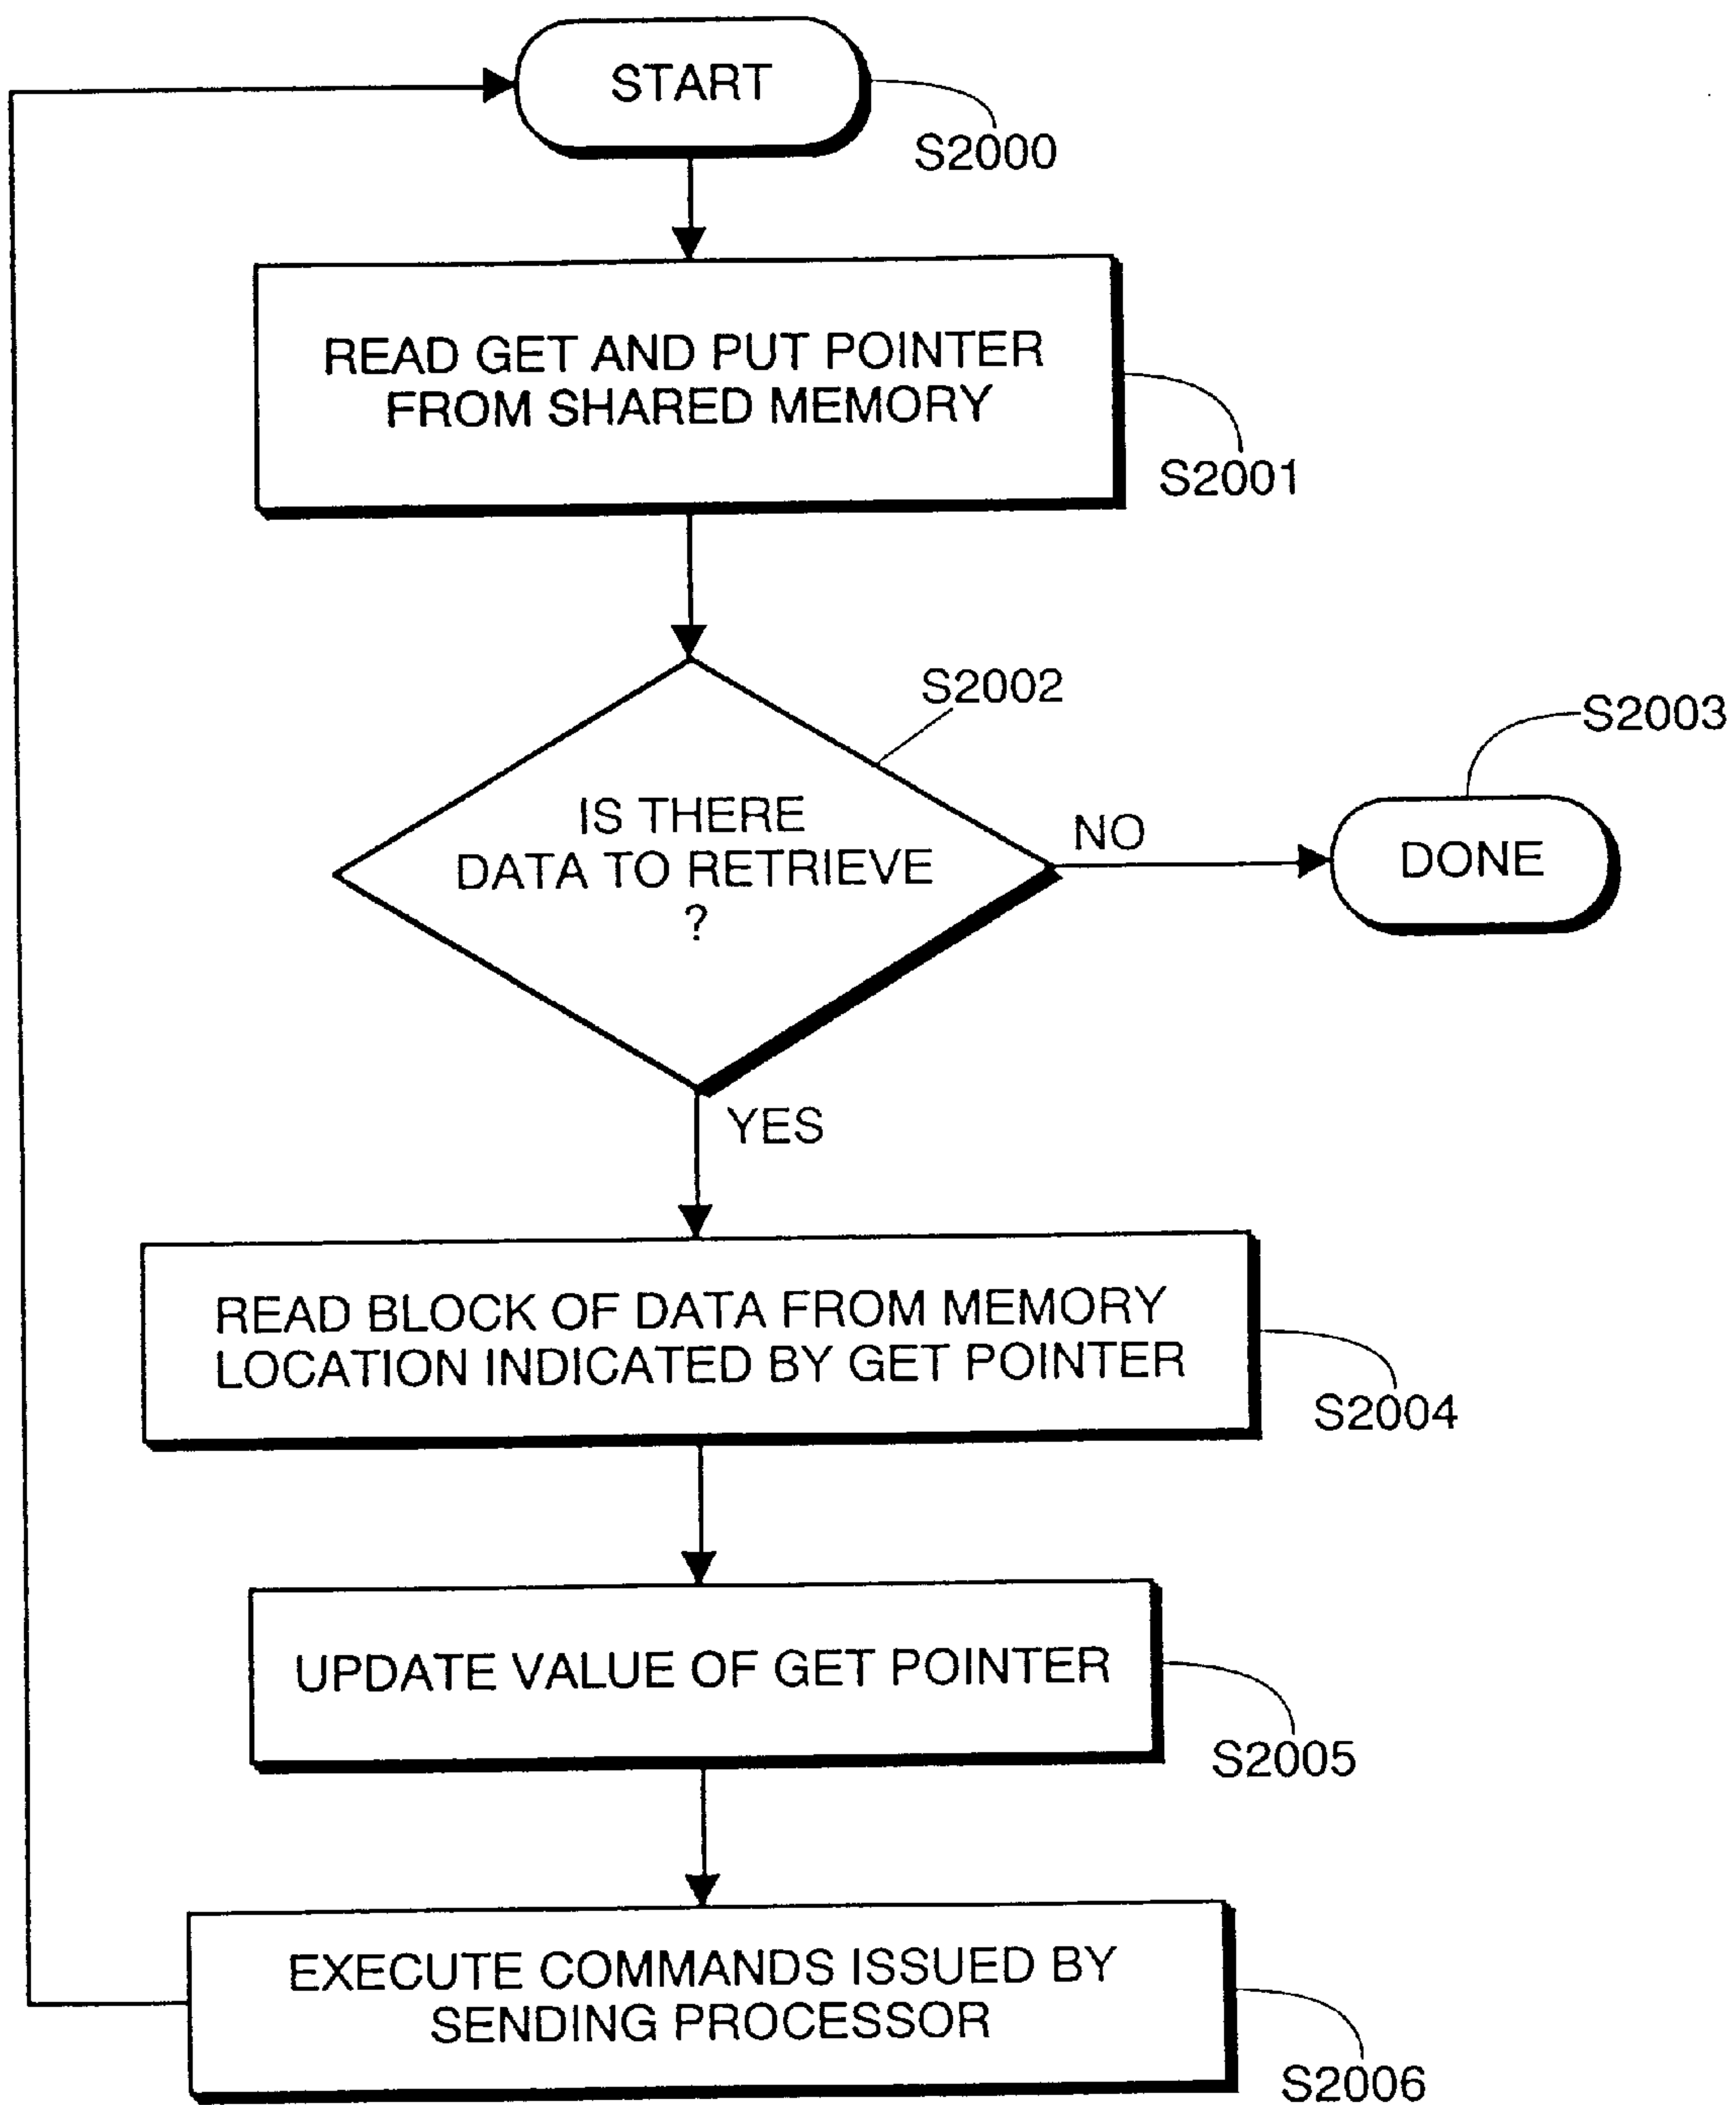 START
S2000
READ GET AND PUT POINTER
FROM SHARED MEMORY
S2001
S2002
S2003
IS THERE
DATA TO RETRIEVE
?
NO
DONE
YES
READ BLOCK OF DATA FROM MEMORY
LOCATION INDICATED BY GET POINTER
S2004
UPDATE VALUE OF GET POINTER
S2005
EXECUTE COMMANDS ISSUED BY
SENDING PROCESSOR
S2006